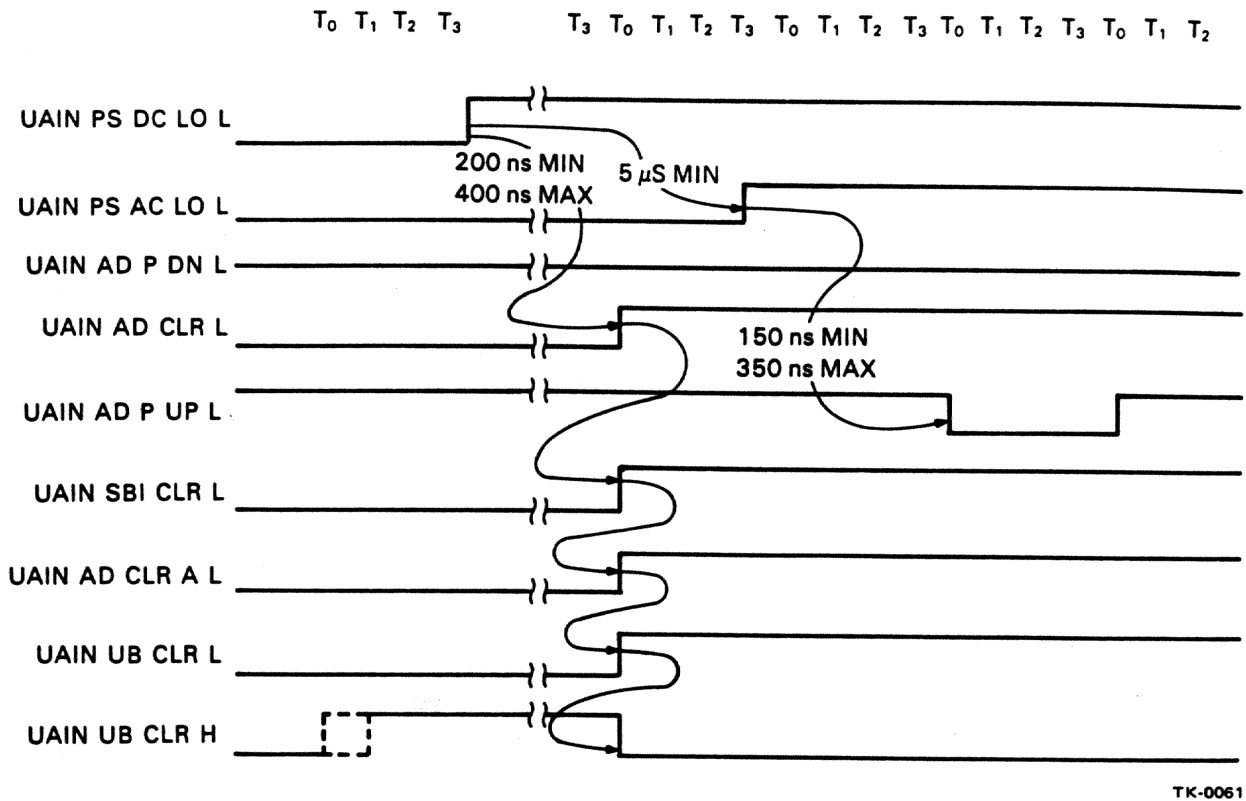 T₀ T₁ T₂ T₃ T₃ T₀ T₁ T₂ T₃ T₀ T₁ T₂ T₃ T₀ T₁ T₂ T₃ T₀ T₁ T₂
UAIN PS DC LO L
200 ns MIN
400 ns MAX
5 μS MIN
UAIN PS AC LO L
UAIN AD P DN L
UAIN AD CLR L
150 ns MIN
350 ns MAX
UAIN AD P UP L
UAIN SBI CLR L
UAIN AD CLR A L
UAIN UB CLR L
UAIN UB CLR H
TK-0061